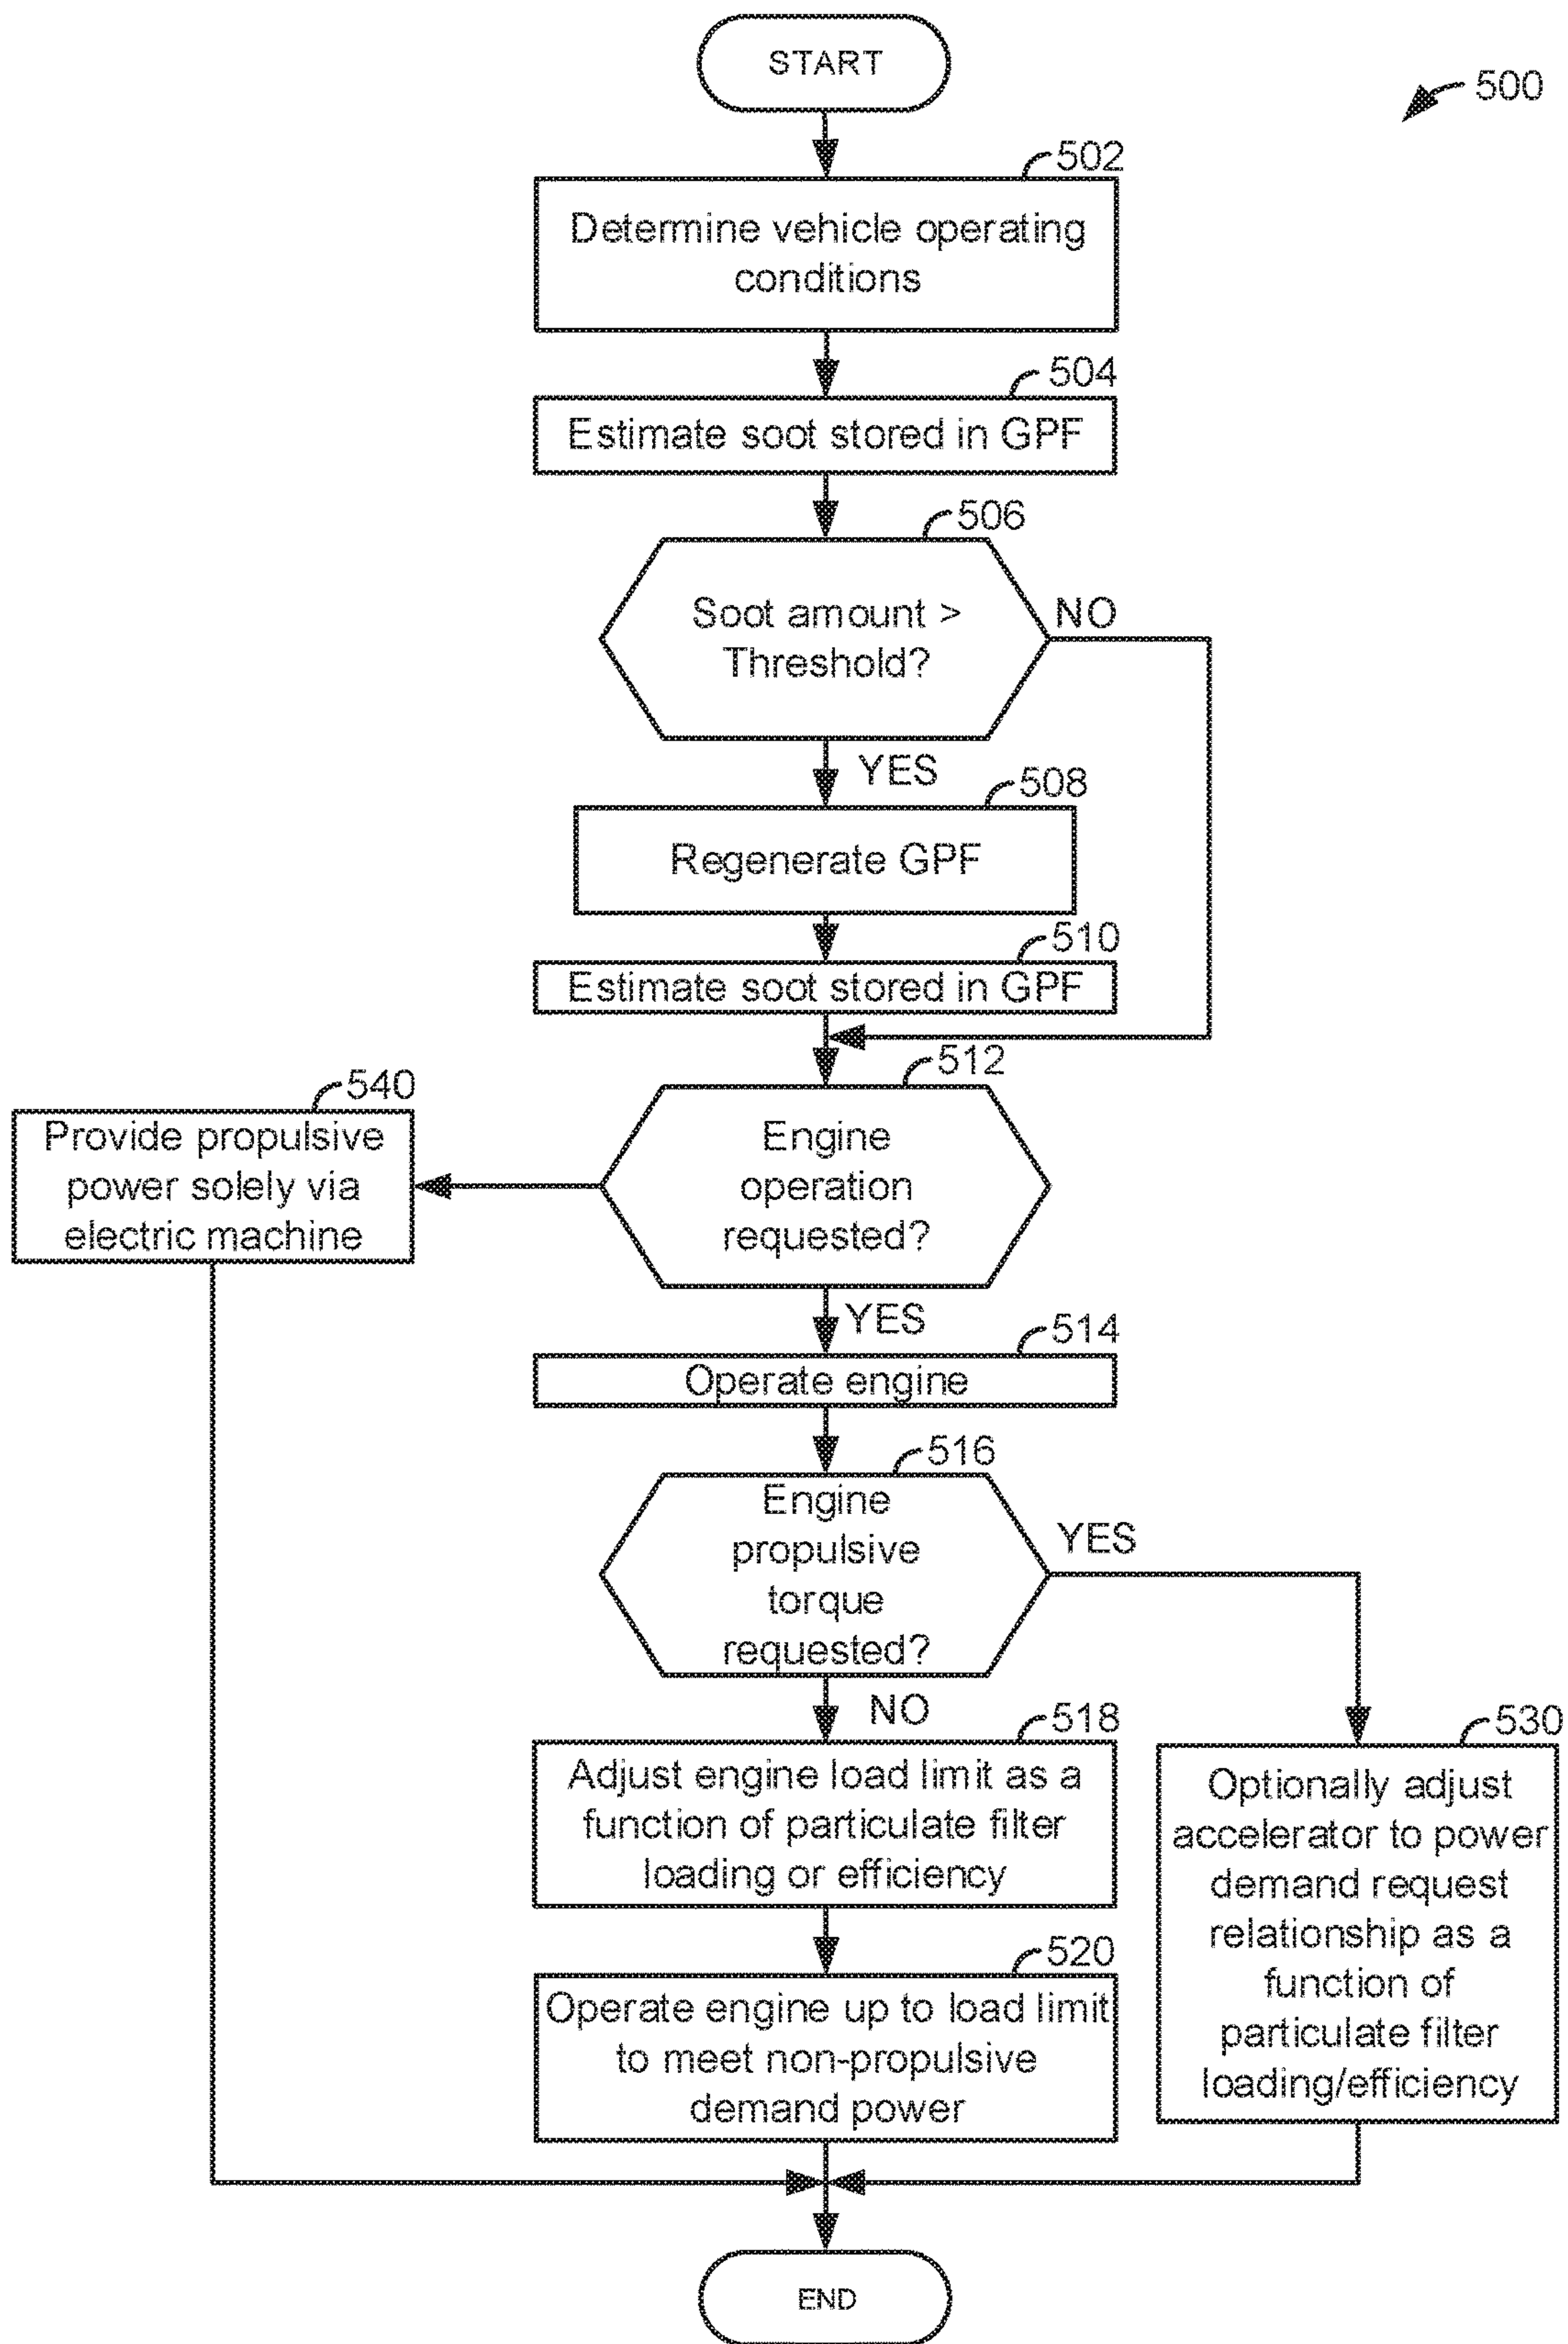 START
500
502
Determine vehicle operating
conditions
504
Estimate soot stored in GPF
506
Soot amount >
Threshold?
NO
YES
508
Regenerate GPF
510
Estimate soot stored in GPF
512
Engine
operation
requested?
540
Provide propulsive
power solely via
electric machine
YES
514
Operate engine
516
Engine
propulsive
torque
requested?
YES
NO
518
Adjust engine load limit as a
function of particulate filter
loading or efficiency
530
Optionally adjust
accelerator to power
demand request
relationship as a
function of
particulate filter
loading/efficiency
520
Operate engine up to load limit
to meet non-propulsive
demand power
END